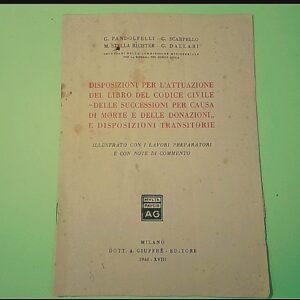 G. PANDOLFELLI - G. SCARPELLO
M. STELLA RICHTER - G. DALLARI
DISPOSIZIONI PER L'ATTUAZIONE
DEL LIBRO DEL CODICE CIVILE
"DELLE SUCCESSIONI PER CAUSA
DI MORTE E DELLE DONAZIONI„
E DISPOSIZIONI TRANSITORIE
ILLUSTRATO CON I LAVORI PREPARATORI
E CON NOTE DI COMMENTO
MULTA
PAUCIS
AG
MILANO
DOTT. A. GIUFFRÈ - EDITORE
1940 - XVIII